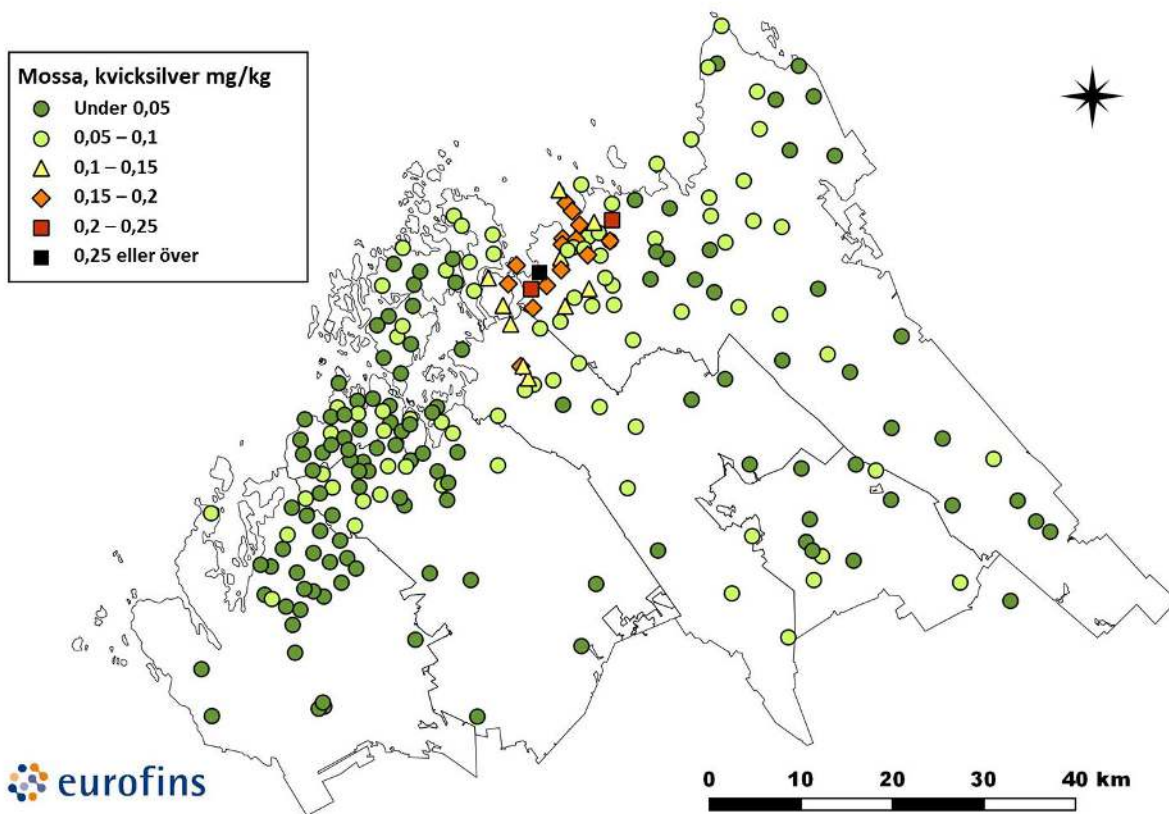 Mossa, kvicksilver mg/kg
Under 0,05
0,05 – 0,1
0,1 – 0,15
0,15 – 0,2
0,2 – 0,25
0,25 eller över
eurofins
0 10 20 30 40 km